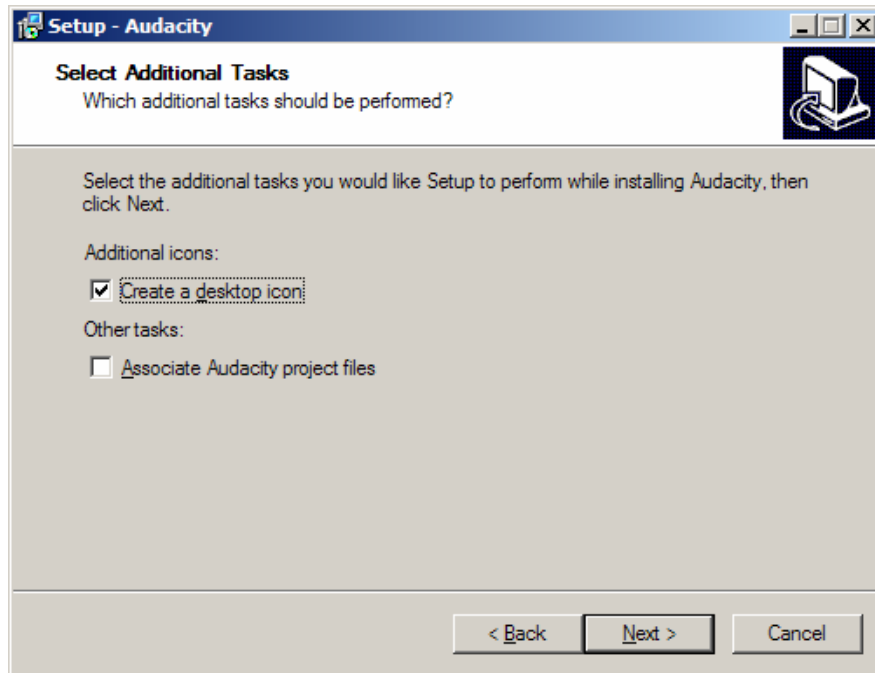 Setup - Audacity
Select Additional Tasks
Which additional tasks should be performed?
Select the additional tasks you would like Setup to perform while installing Audacity, then
click Next.
Additional icons:
Create a desktop icon
Other tasks:
Associate Audacity project files
< Back Next > Cancel